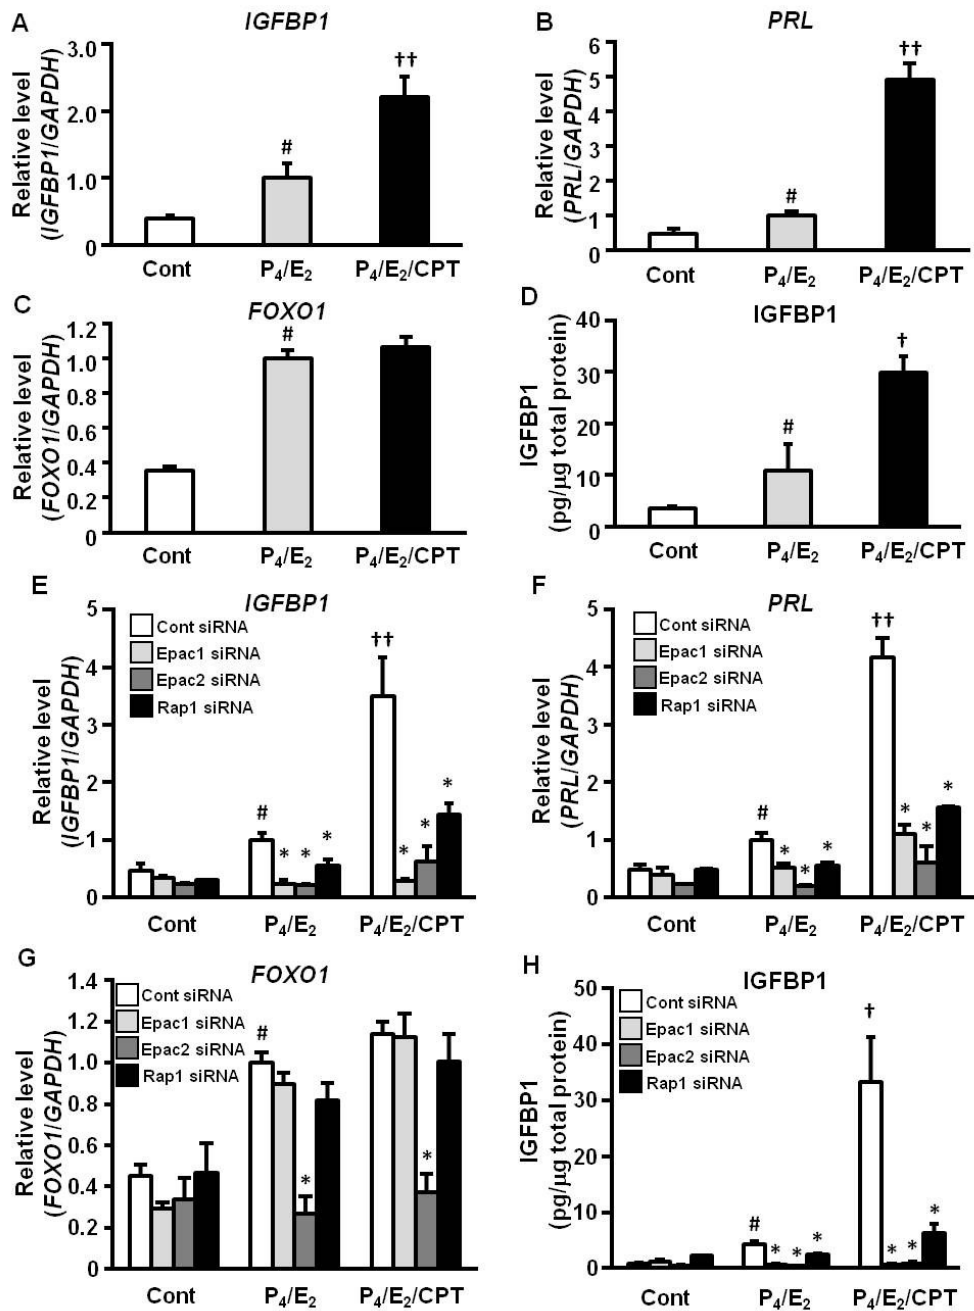 A
IGFBP1
Relative level
(IGFBP1/GAPDH)
3.0
2.0
1.0
0
#
††
Cont
P4/E2
P4/E2/CPT
B
PRL
Relative level
(PRL/GAPDH)
6
5
4
3
2
1
0
#
††
Cont
P4/E2
P4/E2/CPT
C
FOXO1
Relative level
(FOXO1/GAPDH)
1.2
1.0
0.8
0.6
0.4
0.2
0
#
Cont
P4/E2
P4/E2/CPT
D
IGFBP1
IGFBP1
(pg/μg total protein)
40
30
20
10
0
#
†
Cont
P4/E2
P4/E2/CPT
E
IGFBP1
Relative level
(IGFBP1/GAPDH)
5
4
3
2
1
0
Cont siRNA
Epac1 siRNA
Epac2 siRNA
Rap1 siRNA
#
* * *
††
* * *
Cont
P4/E2
P4/E2/CPT
F
PRL
Relative level
(PRL/GAPDH)
5
4
3
2
1
0
Cont siRNA
Epac1 siRNA
Epac2 siRNA
Rap1 siRNA
#
* * *
††
* * *
Cont
P4/E2
P4/E2/CPT
G
FOXO1
Relative level
(FOXO1/GAPDH)
1.4
1.2
1.0
0.8
0.6
0.4
0.2
0
Cont siRNA
Epac1 siRNA
Epac2 siRNA
Rap1 siRNA
#
*
*
Cont
P4/E2
P4/E2/CPT
H
IGFBP1
IGFBP1
(pg/μg total protein)
50
40
30
20
10
0
Cont siRNA
Epac1 siRNA
Epac2 siRNA
Rap1 siRNA
#
* * *
†
* * *
Cont
P4/E2
P4/E2/CPT